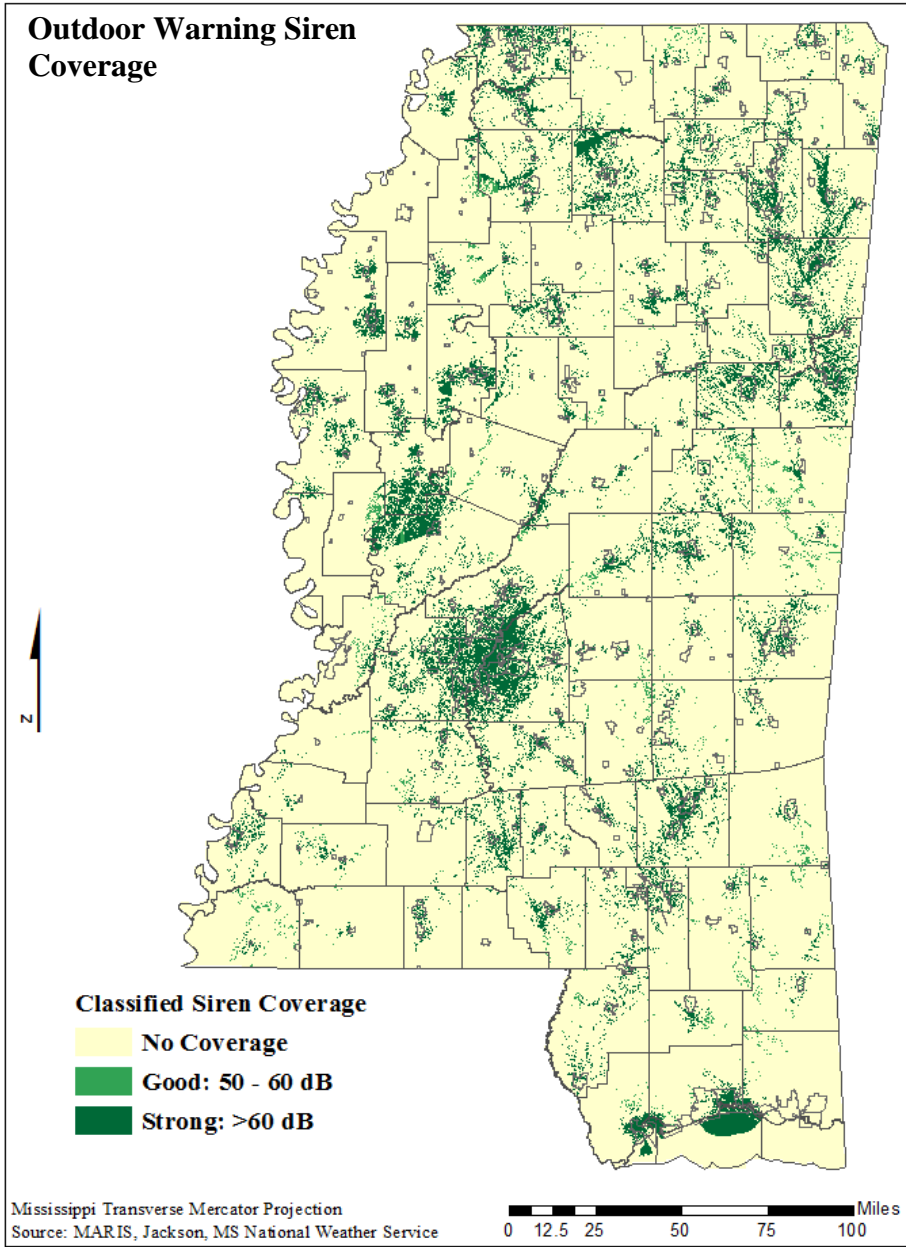 Outdoor Warning Siren
Coverage
N
Classified Siren Coverage
No Coverage
Good: 50 - 60 dB
Strong: >60 dB
Mississippi Transverse Mercator Projection
Source: MARIS, Jackson, MS National Weather Service
Miles
0 12.5 25 50 75 100